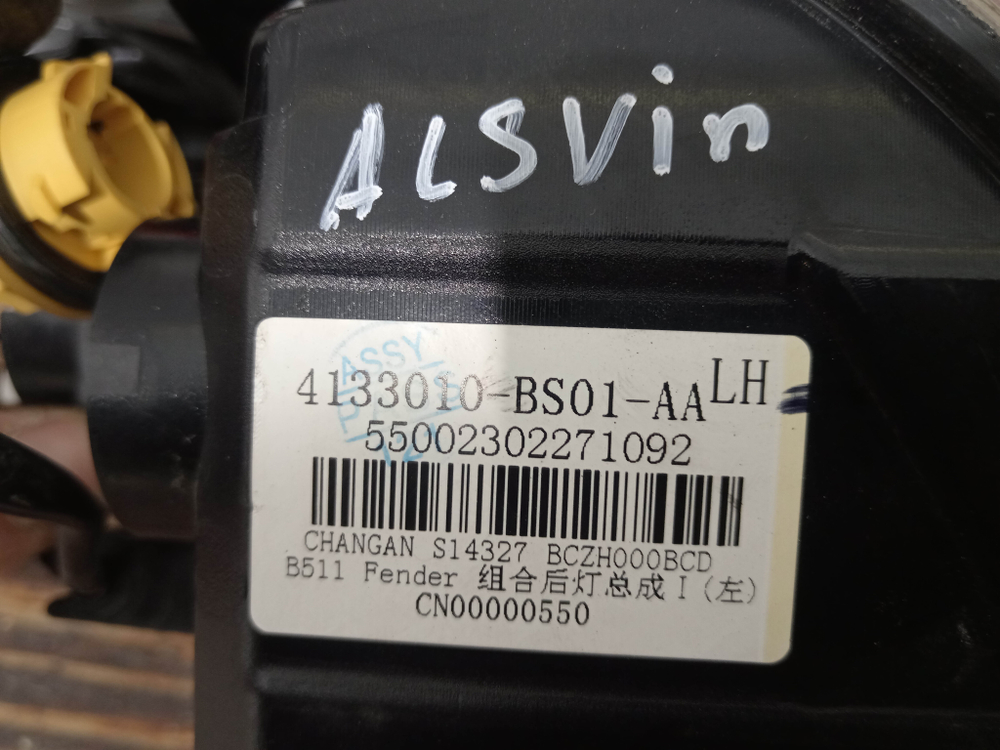 ALSVin
ASSY
4133010-BS01-AA LH
55002302271092
CHANGAN S14327 BCZH000BCD
B511 Fender 组合后灯总成 I (左)
CN00000550